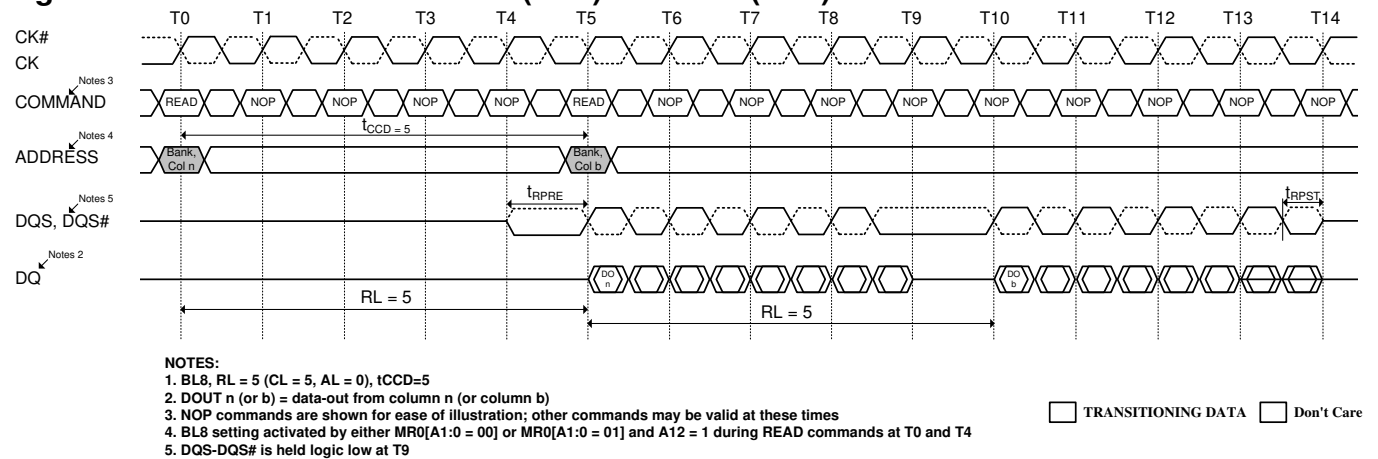 T0 T1 T2 T3 T4 T5 T6 T7 T8 T9 T10 T11 T12 T13 T14
CK#
CK
Notes 3
COMMAND READ NOP NOP NOP NOP READ NOP NOP NOP NOP NOP NOP NOP NOP NOP
tCCD = 5
Notes 4
ADDRESS
Bank, Col n
Bank, Col b
Notes 5
DQS, DQS#
tRPRE
tRPST
Notes 2
DQ
DO n
DO b
RL = 5
RL = 5
NOTES:
1. BL8, RL = 5 (CL = 5, AL = 0), tCCD=5
2. DOUT n (or b) = data-out from column n (or column b)
3. NOP commands are shown for ease of illustration; other commands may be valid at these times
4. BL8 setting activated by either MR0[A1:0 = 00] or MR0[A1:0 = 01] and A12 = 1 during READ commands at T0 and T4
5. DQS-DQS# is held logic low at T9
TRANSITIONING DATA Don't Care